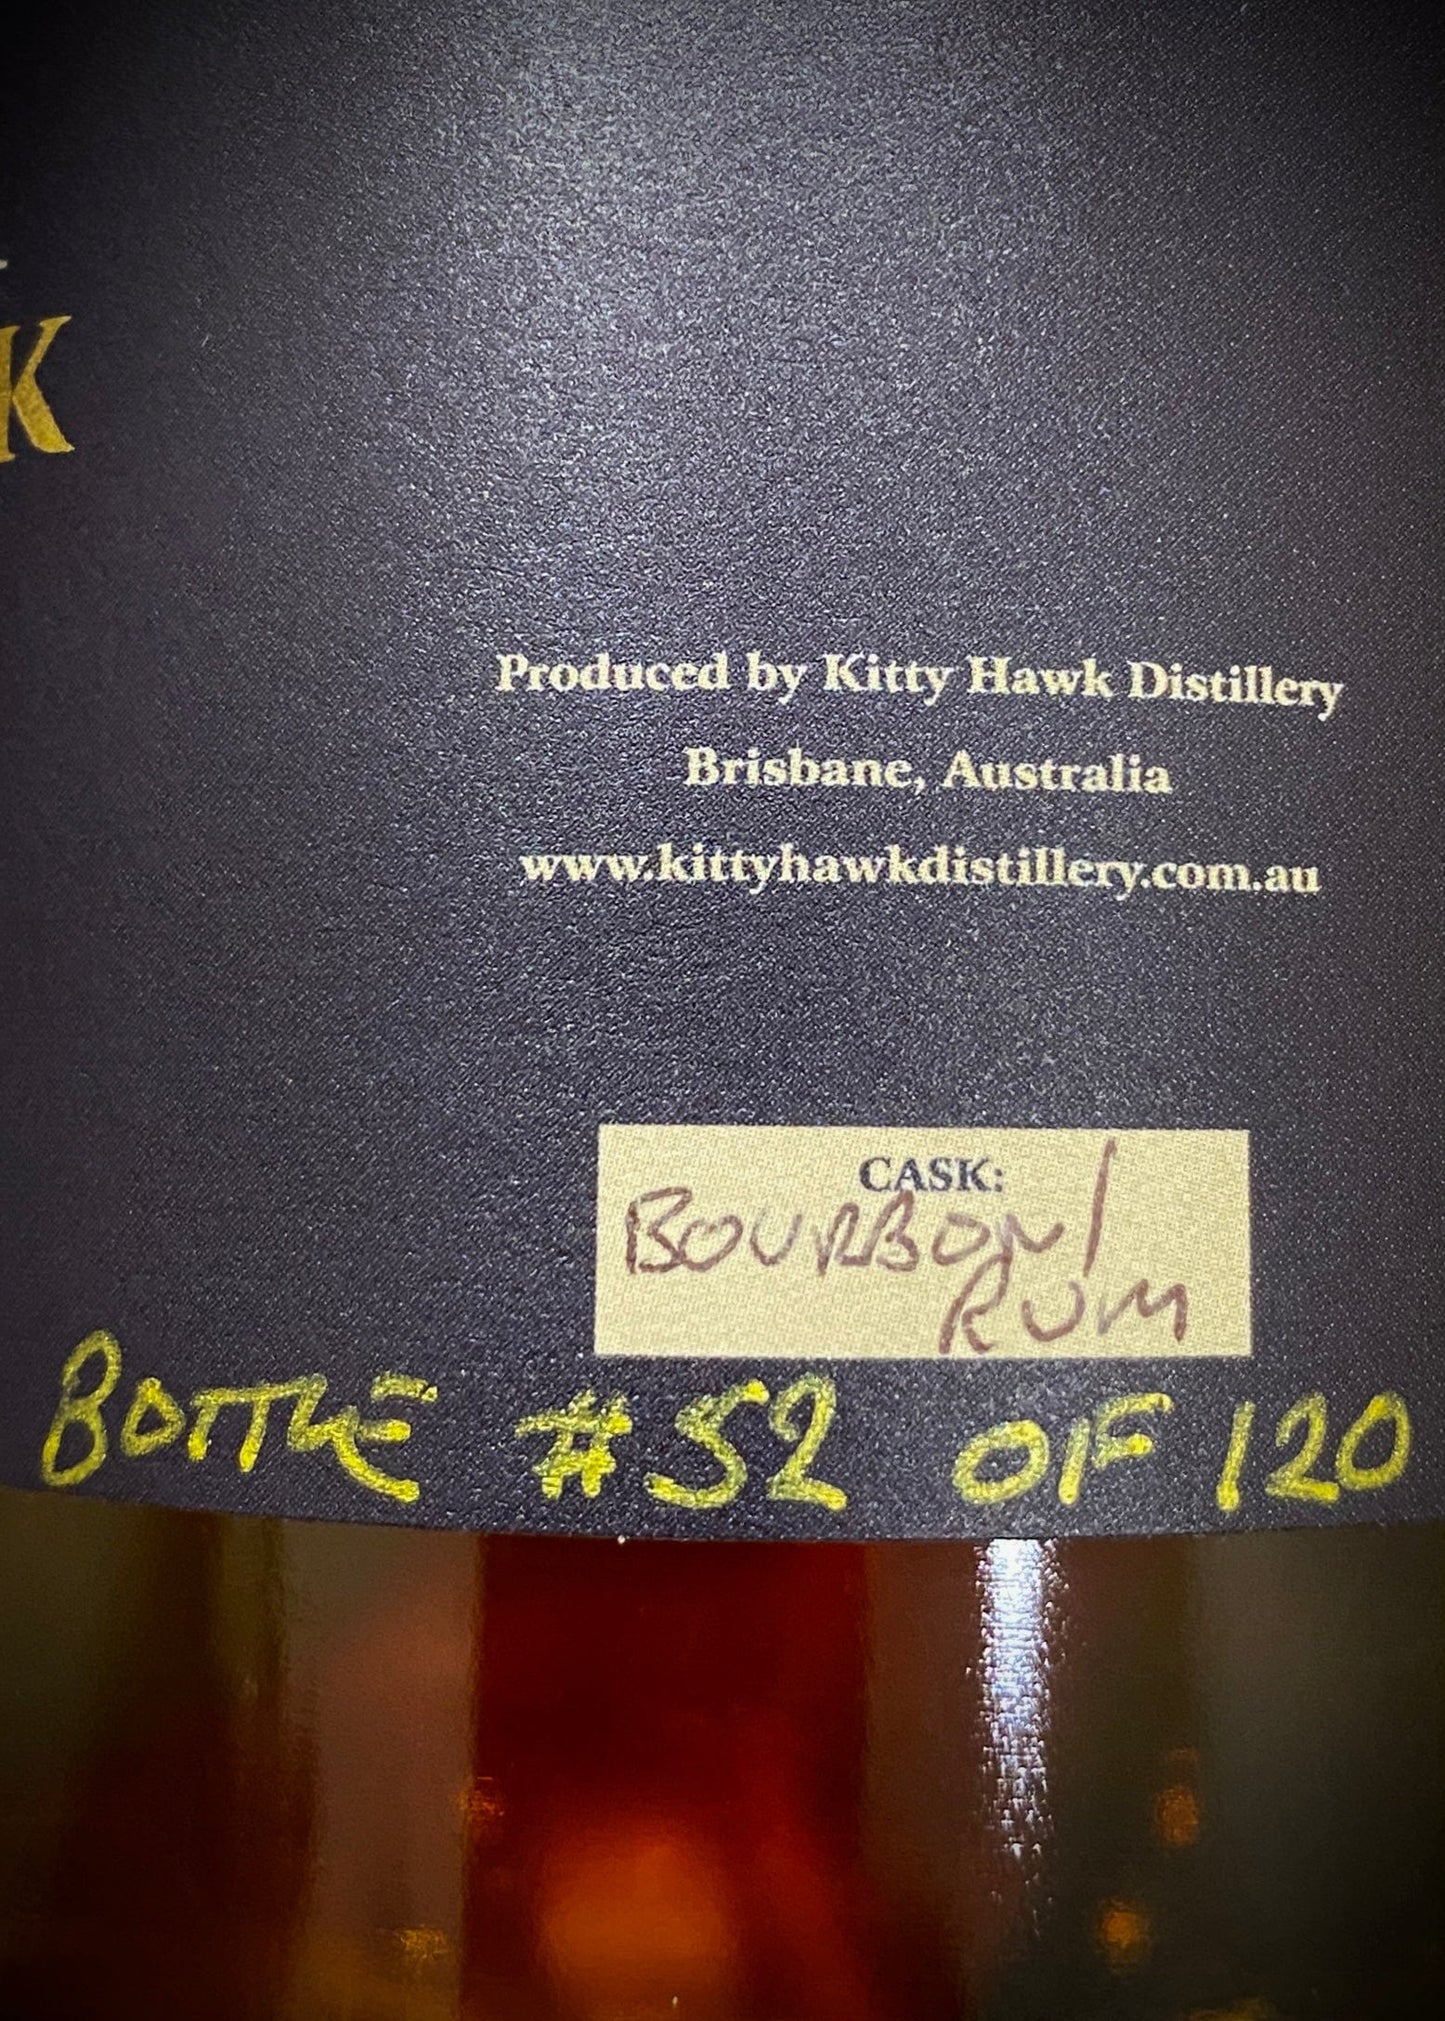 K
Produced by Kitty Hawk Distillery
Brisbane, Australia
www.kittyhawkdistillery.com.au
CASK:
BOURBON/
RUM
BOTTLE #52 OF 120